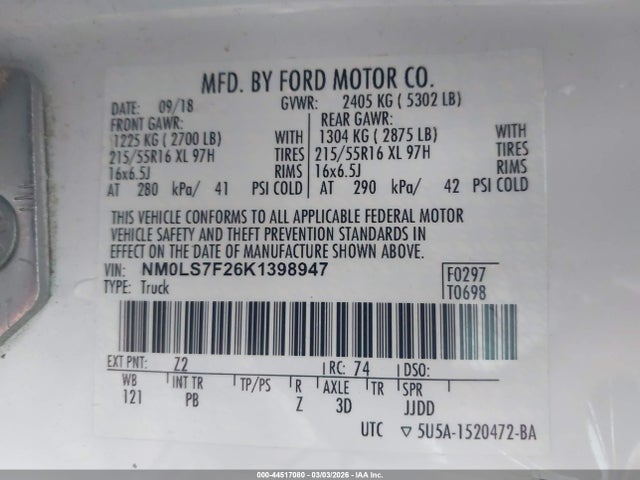 MFD. BY FORD MOTOR CO.
DATE: 09/18 GVWR: 2405 KG ( 5302 LB)
FRONT GAWR: REAR GAWR:
1225 KG ( 2700 LB) WITH 1304 KG ( 2875 LB) WITH
215/55R16 XL 97H TIRES 215/55R16 XL 97H TIRES
16x6.5J RIMS 16x6.5J RIMS
AT 280 kPa/ 41 PSI COLD AT 290 kPa/ 42 PSI COLD
THIS VEHICLE CONFORMS TO ALL APPLICABLE FEDERAL MOTOR
VEHICLE SAFETY AND THEFT PREVENTION STANDARDS IN
EFFECT ON THE DATE OF MANUFACTURE SHOWN ABOVE.
VIN: NM0LS7F26K1398947 F0297
TYPE: Truck T0698
EXT PNT: Z2 RC: 74 DSO:
WB INT TR TP/PS R AXLE TR SPR
121 PB Z 3D JJDD
UTC ▽ 5U5A-1520472-BA
000-44517080 - 03/03/2026 - IAAI.com